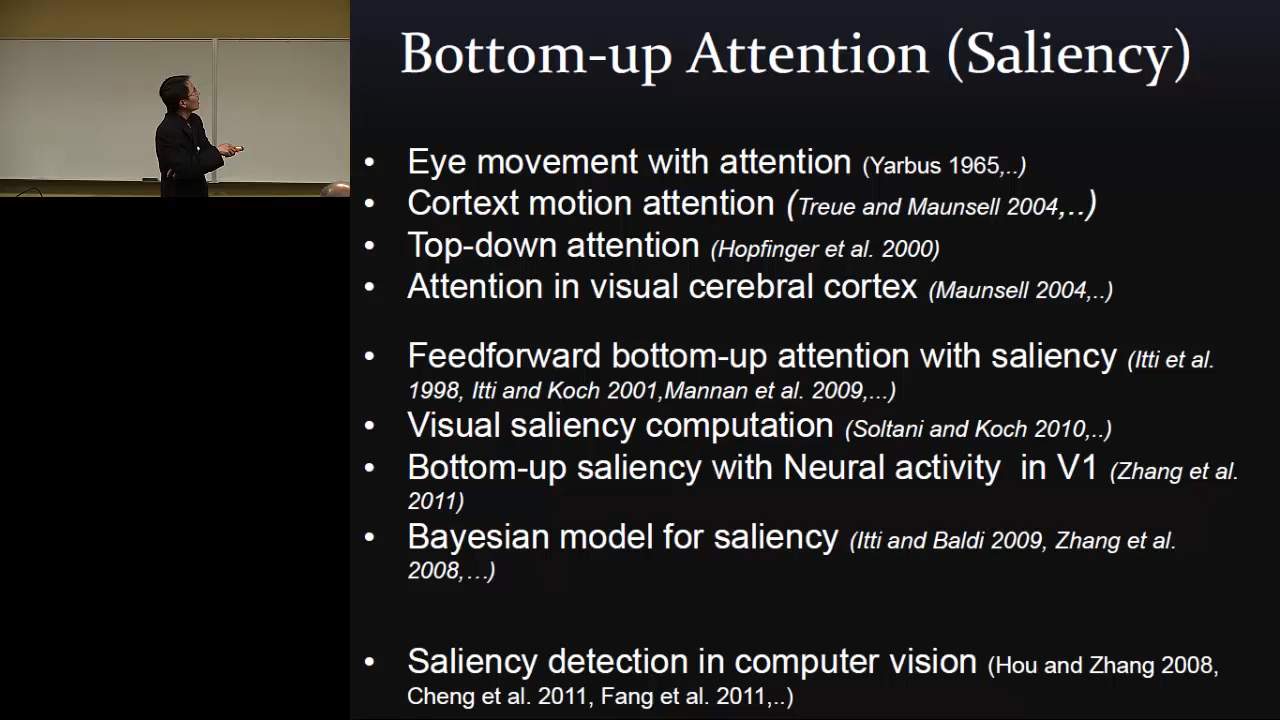 Bottom-up Attention (Saliency)
• Eye movement with attention (Yarbus 1965,..)
• Cortext motion attention (Treue and Maunsell 2004,..)
• Top-down attention (Hopfinger et al. 2000)
• Attention in visual cerebral cortex (Maunsell 2004,..)
• Feedforward bottom-up attention with saliency (Itti et al.
1998, Itti and Koch 2001,Mannan et al. 2009,...)
• Visual saliency computation (Soltani and Koch 2010,..)
• Bottom-up saliency with Neural activity  in V1 (Zhang et al.
2011)
• Bayesian model for saliency (Itti and Baldi 2009, Zhang et al.
2008,...)
• Saliency detection in computer vision (Hou and Zhang 2008,
Cheng et al. 2011, Fang et al. 2011,..)